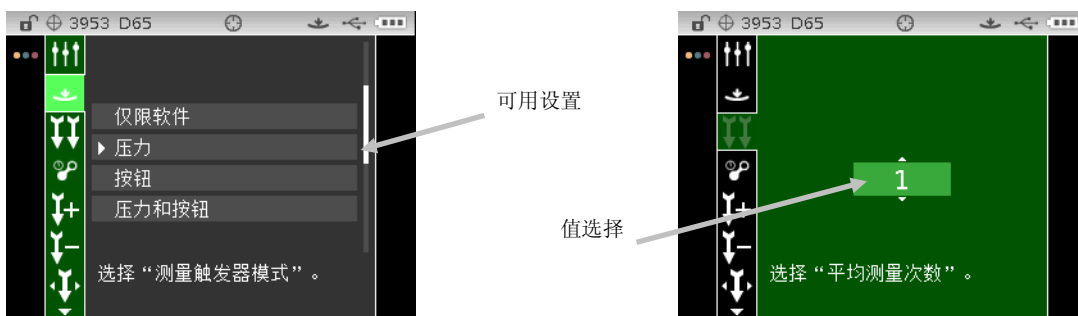 3953 D65
仅限软件
压力
按钮
压力和按钮
选择“测量触发器模式”。
可用设置
值选择
3953 D65
1
选择“平均测量次数”。